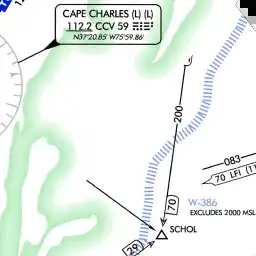 CAPE CHARLES (L) (L)
112.2 CCV 59
N37°20.85' W75°59.86'
200
083
70 LFI (11
W-386
EXCLUDES 2000 MSL
70
SCHOL
29